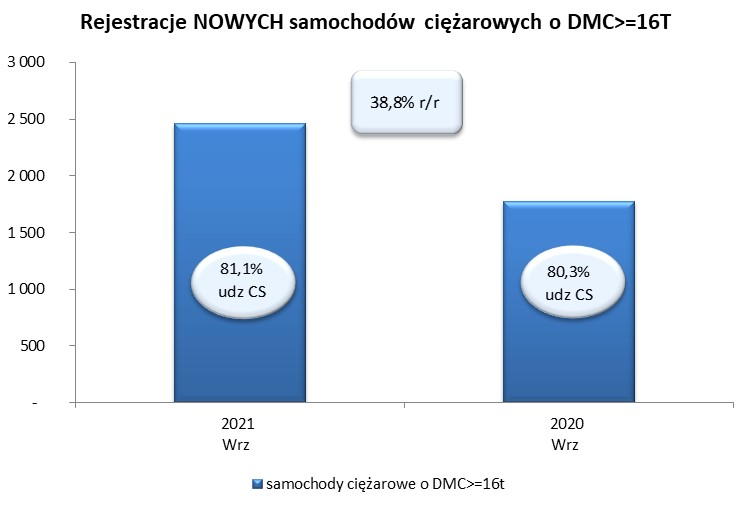 Rejestracje NOWYCH samochodów ciężarowych o DMC>=16T
3 000
2 500
2 000
1 500
1 000
500
-
38,8% r/r
81,1%
udz CS
80,3%
udz CS
2021
Wrz
2020
Wrz
samochody ciężarowe o DMC>=16t